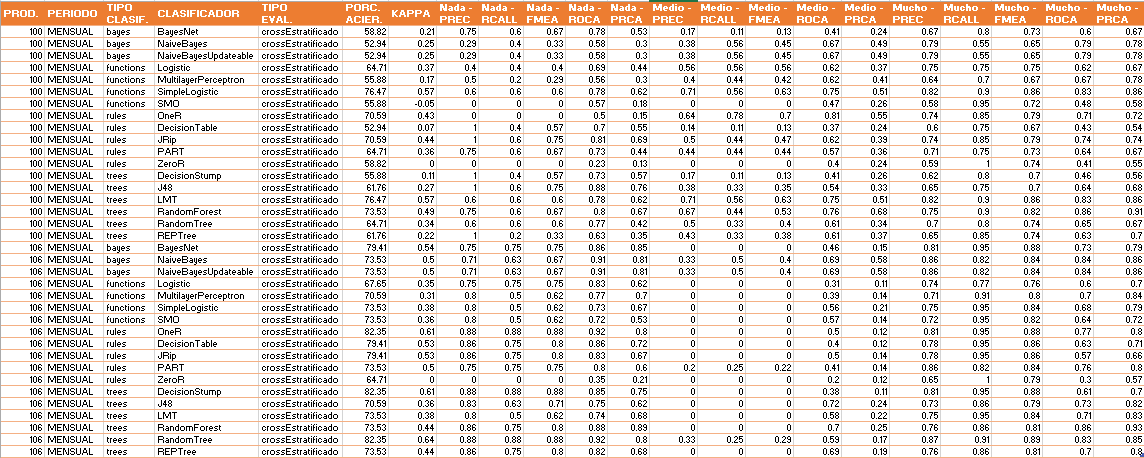 PROD. PERIODO TIPO CLASIF. CLASIFICADOR TIPO EVAL. PORC. ACIER. KAPPA Nada - PREC Nada - RCALL Nada - FMEA Nada - ROCA Nada - PRCA Medio - PREC Medio - RCALL Medio - FMEA Medio - ROCA Medio - PRCA Mucho - PREC Mucho - RCALL Mucho - FMEA Mucho - ROCA Mucho - PRCA
100 MENSUAL bayes BayesNet crossEstratificado 58.82 0.21 0.75 0.6 0.67 0.78 0.53 0.17 0.11 0.13 0.41 0.24 0.67 0.8 0.73 0.6 0.67
100 MENSUAL bayes NaiveBayes crossEstratificado 52.94 0.25 0.29 0.4 0.33 0.58 0.3 0.38 0.56 0.45 0.67 0.49 0.79 0.55 0.65 0.79 0.78
100 MENSUAL bayes NaiveBayesUpdateable crossEstratificado 52.94 0.25 0.29 0.4 0.33 0.58 0.3 0.38 0.56 0.45 0.67 0.49 0.79 0.55 0.65 0.79 0.78
100 MENSUAL functions Logistic crossEstratificado 64.71 0.37 0.4 0.4 0.4 0.69 0.44 0.56 0.56 0.56 0.62 0.37 0.75 0.75 0.75 0.62 0.67
100 MENSUAL functions MultilayerPerceptron crossEstratificado 55.88 0.17 0.5 0.2 0.29 0.56 0.3 0.4 0.44 0.42 0.62 0.41 0.64 0.7 0.67 0.67 0.78
100 MENSUAL functions SimpleLogistic crossEstratificado 76.47 0.57 0.6 0.6 0.6 0.78 0.62 0.71 0.56 0.63 0.75 0.51 0.82 0.9 0.86 0.83 0.86
100 MENSUAL functions SMO crossEstratificado 55.88 -0.05 0 0 0 0.57 0.18 0 0 0 0.47 0.26 0.58 0.95 0.72 0.48 0.58
100 MENSUAL rules OneR crossEstratificado 70.59 0.43 0 0 0 0.5 0.15 0.64 0.78 0.7 0.81 0.55 0.74 0.85 0.79 0.71 0.72
100 MENSUAL rules DecisionTable crossEstratificado 52.94 0.07 1 0.4 0.57 0.7 0.55 0.14 0.11 0.13 0.37 0.24 0.6 0.75 0.67 0.43 0.54
100 MENSUAL rules JRip crossEstratificado 70.59 0.44 1 0.6 0.75 0.81 0.69 0.5 0.44 0.47 0.62 0.39 0.74 0.85 0.79 0.74 0.74
100 MENSUAL rules PART crossEstratificado 64.71 0.36 0.75 0.6 0.67 0.73 0.5 0.44 0.44 0.44 0.57 0.36 0.71 0.75 0.73 0.64 0.67
100 MENSUAL rules ZeroR crossEstratificado 58.82 0 0 0 0 0.23 0.13 0 0 0 0.4 0.24 0.59 1 0.74 0.41 0.55
100 MENSUAL trees DecisionStump crossEstratificado 55.88 0.11 1 0.4 0.57 0.73 0.57 0.17 0.11 0.13 0.41 0.26 0.62 0.8 0.7 0.46 0.56
100 MENSUAL trees J48 crossEstratificado 61.76 0.27 1 0.6 0.75 0.88 0.76 0.38 0.33 0.35 0.54 0.33 0.65 0.75 0.7 0.64 0.68
100 MENSUAL trees LMT crossEstratificado 76.47 0.57 0.6 0.6 0.6 0.78 0.62 0.71 0.56 0.63 0.75 0.51 0.82 0.9 0.86 0.83 0.86
100 MENSUAL trees RandomForest crossEstratificado 73.53 0.49 0.75 0.6 0.67 0.8 0.67 0.67 0.44 0.53 0.76 0.68 0.75 0.9 0.82 0.86 0.91
100 MENSUAL trees RandomTree crossEstratificado 64.71 0.34 0.6 0.6 0.6 0.77 0.42 0.5 0.33 0.4 0.61 0.34 0.7 0.8 0.74 0.65 0.67
100 MENSUAL trees REPTree crossEstratificado 61.76 0.22 1 0.2 0.33 0.63 0.35 0.43 0.33 0.38 0.61 0.37 0.65 0.85 0.74 0.63 0.7
106 MENSUAL bayes BayesNet crossEstratificado 79.41 0.54 0.75 0.75 0.75 0.86 0.85 0 0 0 0.46 0.15 0.81 0.95 0.88 0.73 0.79
106 MENSUAL bayes NaiveBayes crossEstratificado 73.53 0.5 0.71 0.63 0.67 0.91 0.81 0.33 0.5 0.4 0.69 0.58 0.86 0.82 0.84 0.84 0.86
106 MENSUAL bayes NaiveBayesUpdateable crossEstratificado 73.53 0.5 0.71 0.63 0.67 0.91 0.81 0.33 0.5 0.4 0.69 0.58 0.86 0.82 0.84 0.84 0.86
106 MENSUAL functions Logistic crossEstratificado 67.65 0.35 0.75 0.75 0.75 0.83 0.62 0 0 0 0.31 0.11 0.74 0.77 0.76 0.6 0.7
106 MENSUAL functions MultilayerPerceptron crossEstratificado 70.59 0.31 0.8 0.5 0.62 0.77 0.7 0 0 0 0.39 0.14 0.71 0.91 0.8 0.7 0.84
106 MENSUAL functions SimpleLogistic crossEstratificado 73.53 0.38 0.8 0.5 0.62 0.73 0.67 0 0 0 0.56 0.21 0.75 0.95 0.84 0.68 0.79
106 MENSUAL functions SMO crossEstratificado 73.53 0.36 0.8 0.5 0.62 0.72 0.53 0 0 0 0.57 0.14 0.72 0.95 0.82 0.64 0.72
106 MENSUAL rules OneR crossEstratificado 82.35 0.61 0.88 0.88 0.88 0.92 0.8 0 0 0 0.5 0.12 0.81 0.95 0.88 0.77 0.8
106 MENSUAL rules DecisionTable crossEstratificado 79.41 0.53 0.86 0.75 0.8 0.86 0.72 0 0 0 0.4 0.12 0.78 0.95 0.86 0.63 0.71
106 MENSUAL rules JRip crossEstratificado 79.41 0.53 0.86 0.75 0.8 0.83 0.67 0 0 0 0.5 0.14 0.78 0.95 0.86 0.57 0.66
106 MENSUAL rules PART crossEstratificado 73.53 0.5 0.75 0.75 0.75 0.8 0.6 0.2 0.25 0.22 0.41 0.14 0.86 0.82 0.84 0.76 0.8
106 MENSUAL rules ZeroR crossEstratificado 64.71 0 0 0 0 0.35 0.21 0 0 0 0.2 0.12 0.65 1 0.79 0.3 0.57
106 MENSUAL trees DecisionStump crossEstratificado 82.35 0.61 0.88 0.88 0.88 0.85 0.75 0 0 0 0.38 0.11 0.81 0.95 0.88 0.61 0.7
106 MENSUAL trees J48 crossEstratificado 70.59 0.36 0.83 0.63 0.71 0.75 0.62 0 0 0 0.72 0.24 0.73 0.86 0.79 0.73 0.82
106 MENSUAL trees LMT crossEstratificado 73.53 0.38 0.8 0.5 0.62 0.74 0.68 0 0 0 0.58 0.22 0.75 0.95 0.84 0.71 0.83
106 MENSUAL trees RandomForest crossEstratificado 73.53 0.44 0.86 0.75 0.8 0.88 0.89 0 0 0 0.7 0.25 0.76 0.86 0.81 0.86 0.93
106 MENSUAL trees RandomTree crossEstratificado 82.35 0.64 0.88 0.88 0.88 0.92 0.8 0.33 0.25 0.29 0.59 0.17 0.87 0.91 0.89 0.83 0.85
106 MENSUAL trees REPTree crossEstratificado 73.53 0.44 0.86 0.75 0.8 0.82 0.68 0 0 0 0.69 0.19 0.76 0.86 0.81 0.7 0.8